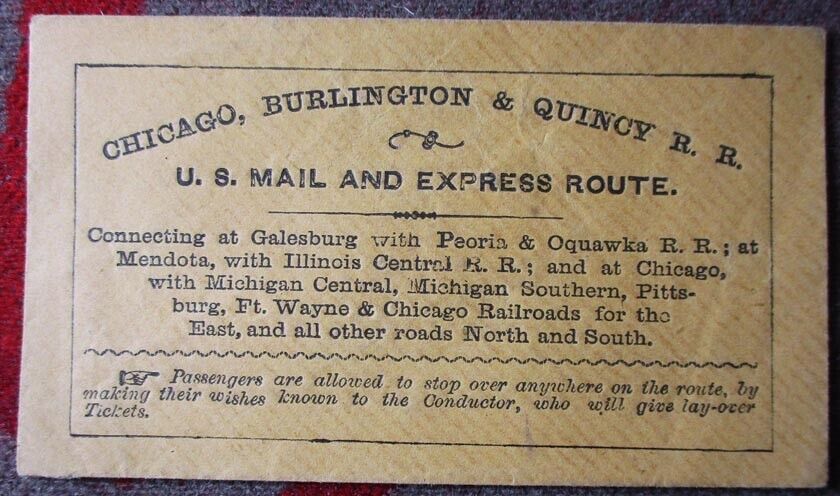 CHICAGO, BURLINGTON & QUINCY R. R.
U. S. MAIL AND EXPRESS ROUTE.
Connecting at Galesburg with Peoria & Oquawka R. R.; at
Mendota, with Illinois Central R. R.; and at Chicago,
with Michigan Central, Michigan Southern, Pitts-
burg, Ft. Wayne & Chicago Railroads for the
East, and all other roads North and South.
☞ Passengers are allowed to stop over anywhere on the route, by
making their wishes known to the Conductor, who will give lay-over
Tickets.